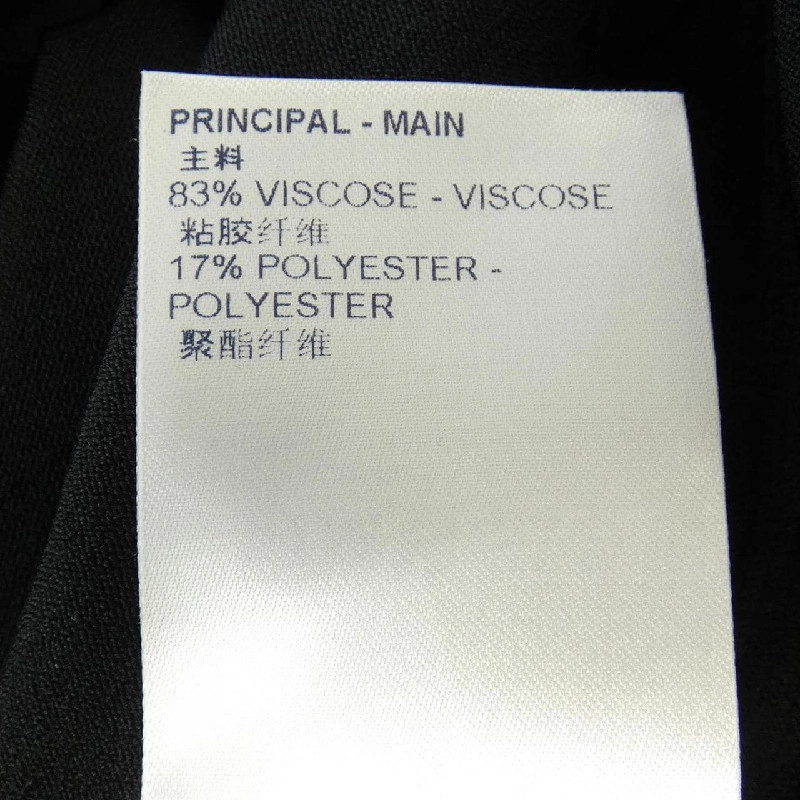 PRINCIPAL - MAIN
主料
83% VISCOSE - VISCOSE
粘胶纤维
17% POLYESTER -
POLYESTER
聚酯纤维